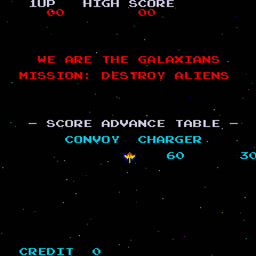 1UP HIGH SCORE
00 00
WE ARE THE GALAXIANS
MISSION: DESTROY ALIENS
— SCORE ADVANCE TABLE —
CONVOY CHARGER
60 30
CREDIT 0